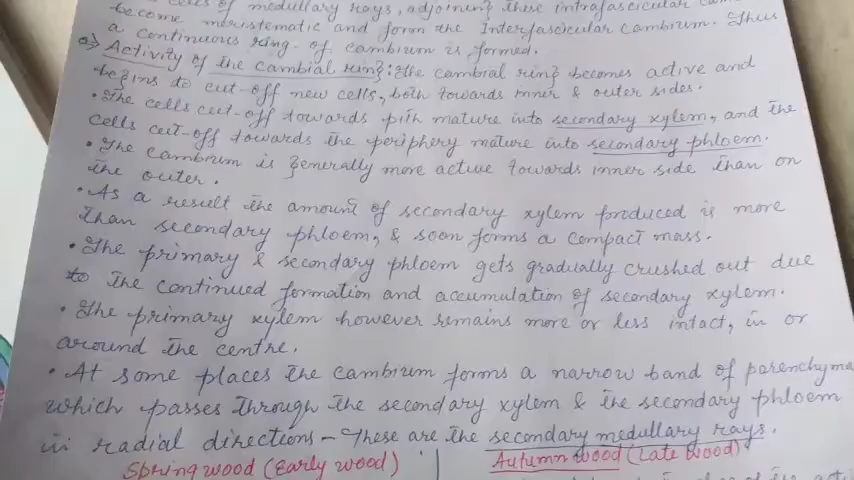 cells of medullary rays, adjoining these intrafascicular
become meristematic and form the Interfascicular cambium. Thus
a continuous ring of cambium is formed.
a) Activity of the cambial ring: The cambial ring becomes active and
begins to cut-off new cells, both towards inner & outer sides.
• The cells cut-off towards pith mature into secondary xylem, and the
cells cut-off towards the periphery mature into secondary phloem.
• The cambium is generally more active towards inner side than on
the outer.
• As a result the amount of secondary xylem produced is more
than secondary phloem, & soon forms a compact mass.
• The primary & secondary phloem gets gradually crushed out due
to the continued formation and accumulation of secondary xylem.
• The primary xylem however remains more or less intact, in or
around the centre.
• At some places the cambium forms a narrow band of parenchyma
which passes through the secondary xylem & the secondary phloem
in radial directions – These are the secondary medullary rays.
Spring wood (Early wood) | Autumn wood (Late wood)